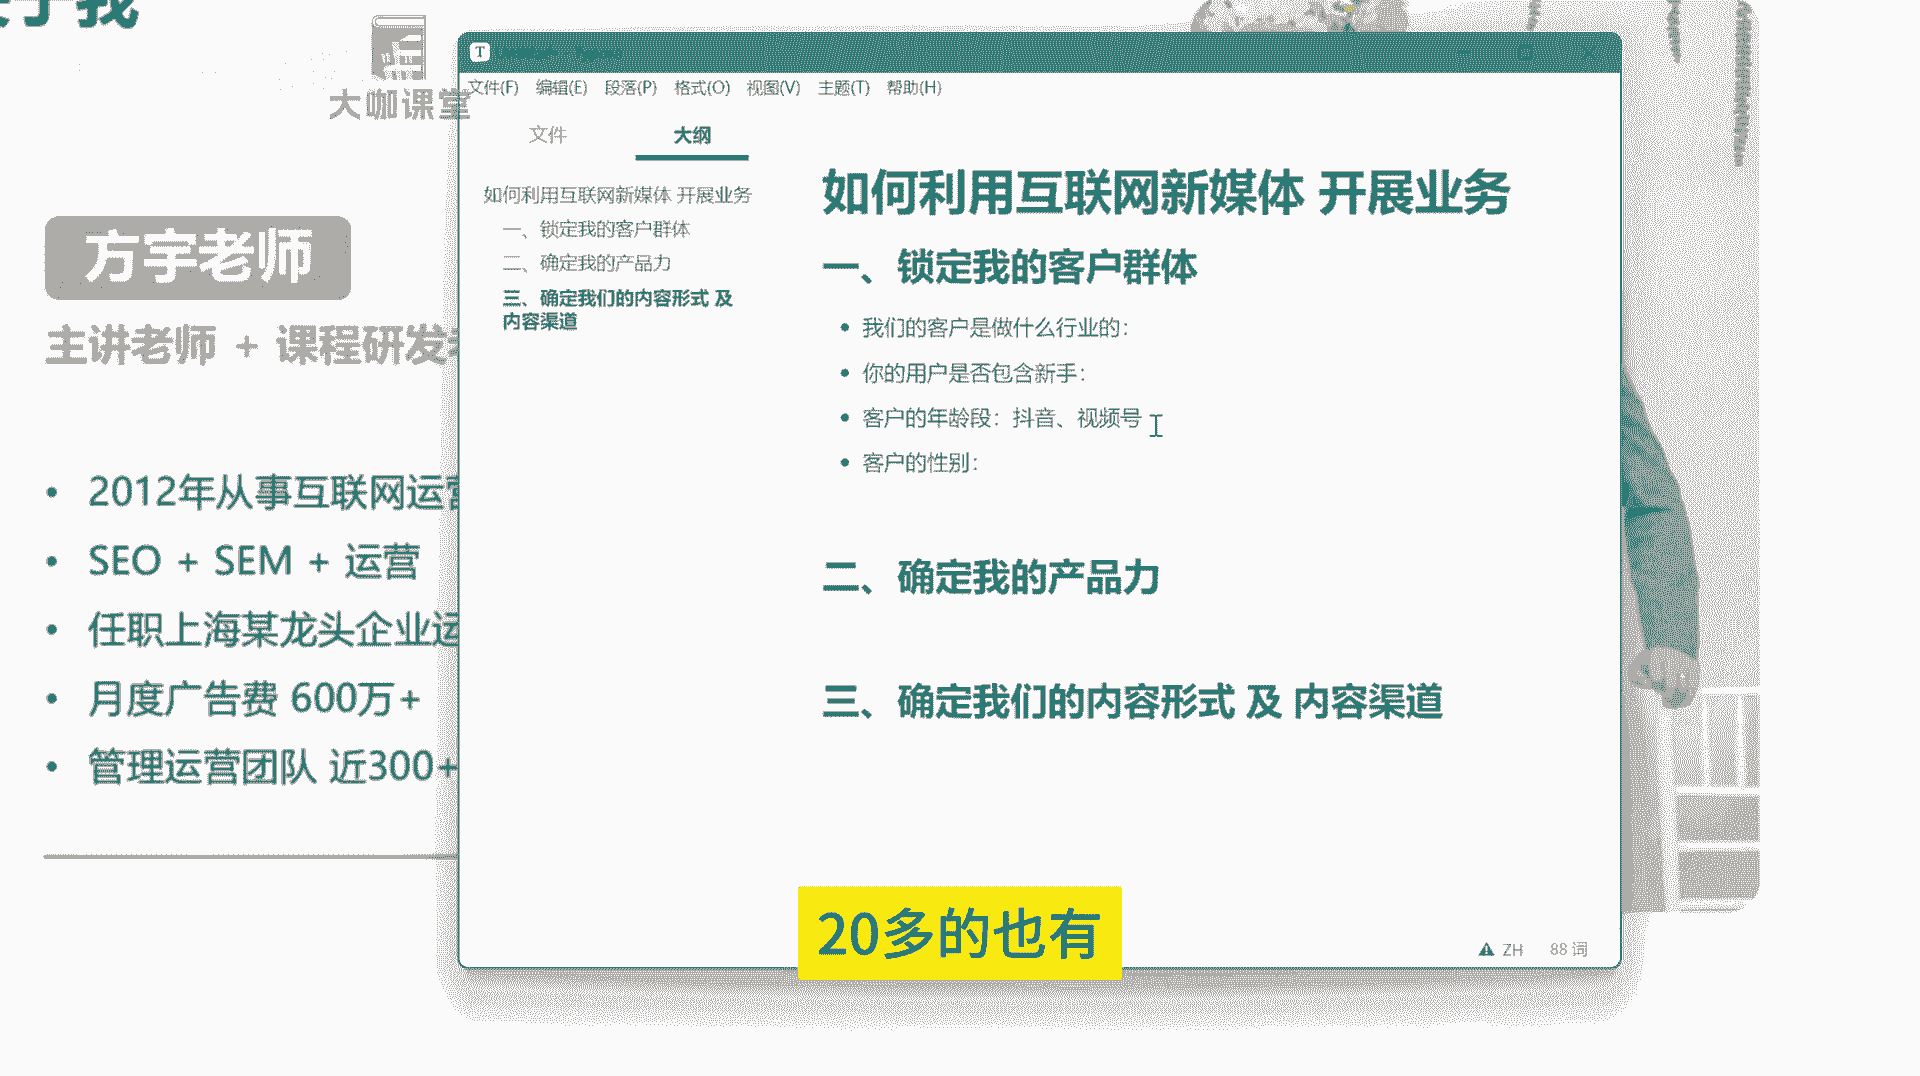 大咖课堂
方宇老师
主讲老师 + 课程研发
2012年从事互联网运营
SEO + SEM + 运营
任职上海某龙头企业运
月度广告费 600万+
管理运营团队 近300+
T
文件(F) 编辑(E) 段落(P) 格式(O) 视图(V) 主题(T) 帮助(H)
文件 大纲
如何利用互联网新媒体 开展业务
一、锁定我的客户群体
二、确定我的产品力
三、确定我们的内容形式 及
内容渠道
如何利用互联网新媒体 开展业务
一、锁定我的客户群体
我们的客户是做什么行业的：
你的用户是否包含新手：
客户的年龄段：抖音、视频号
客户的性别：
二、确定我的产品力
三、确定我们的内容形式 及 内容渠道
ZH 88 词
20多的也有